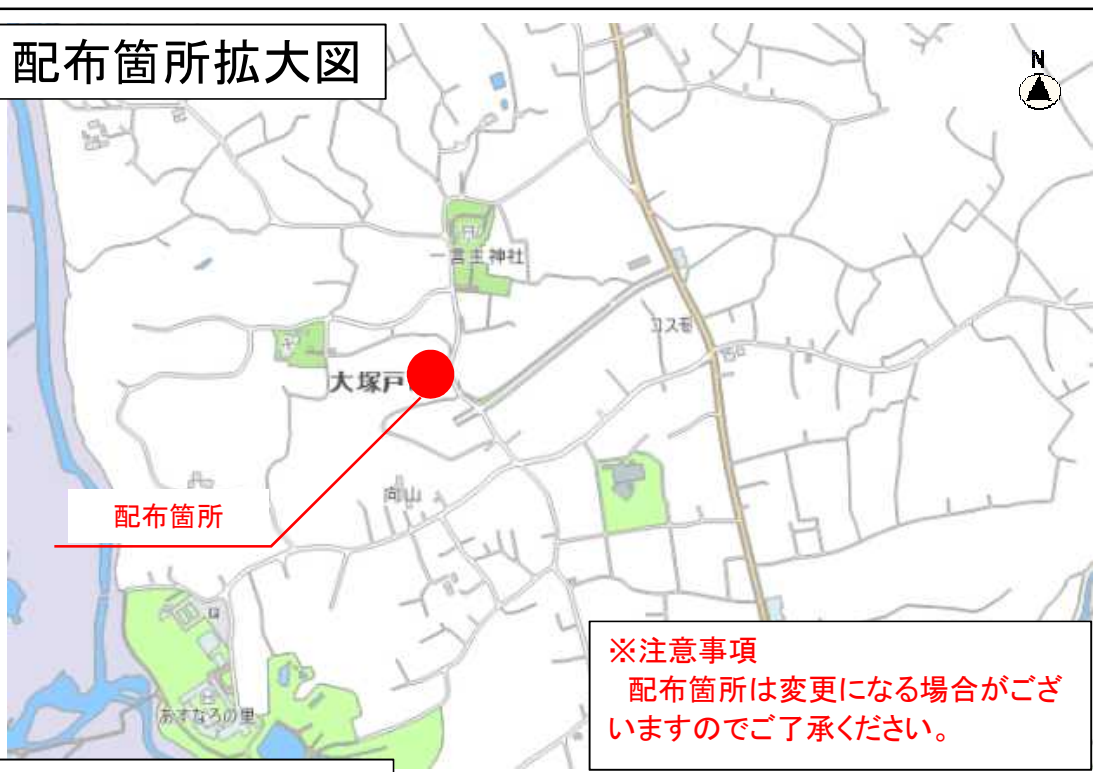 配布箇所拡大図
N
一言主神社
コスモ
大塚戸
配布箇所
向山
あすなろの里
※注意事項
配布箇所は変更になる場合がござ
いますのでご了承ください。